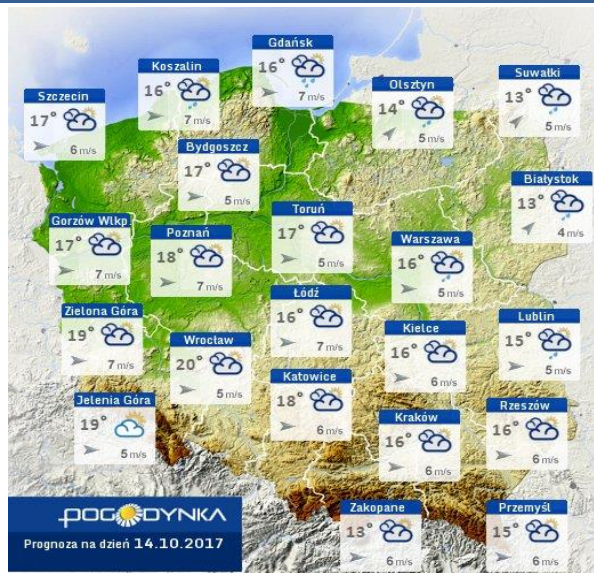 Gdańsk
16°
7 m/s
Koszalin
16°
7 m/s
Suwałki
13°
5 m/s
Olsztyn
14°
5 m/s
Szczecin
17°
6 m/s
Bydgoszcz
17°
5 m/s
Białystok
13°
4 m/s
Toruń
17°
5 m/s
Gorzów Wlkp
17°
7 m/s
Poznań
18°
7 m/s
Warszawa
16°
5 m/s
Łódź
16°
7 m/s
Zielona Góra
19°
7 m/s
Lublin
15°
5 m/s
Kielce
16°
6 m/s
Wrocław
20°
5 m/s
Katowice
18°
6 m/s
Jelenia Góra
19°
5 m/s
Rzeszów
16°
6 m/s
Kraków
16°
6 m/s
Zakopane
13°
6 m/s
Przemyśl
15°
6 m/s
POGODYNKA
Prognoza na dzień 14.10.2017